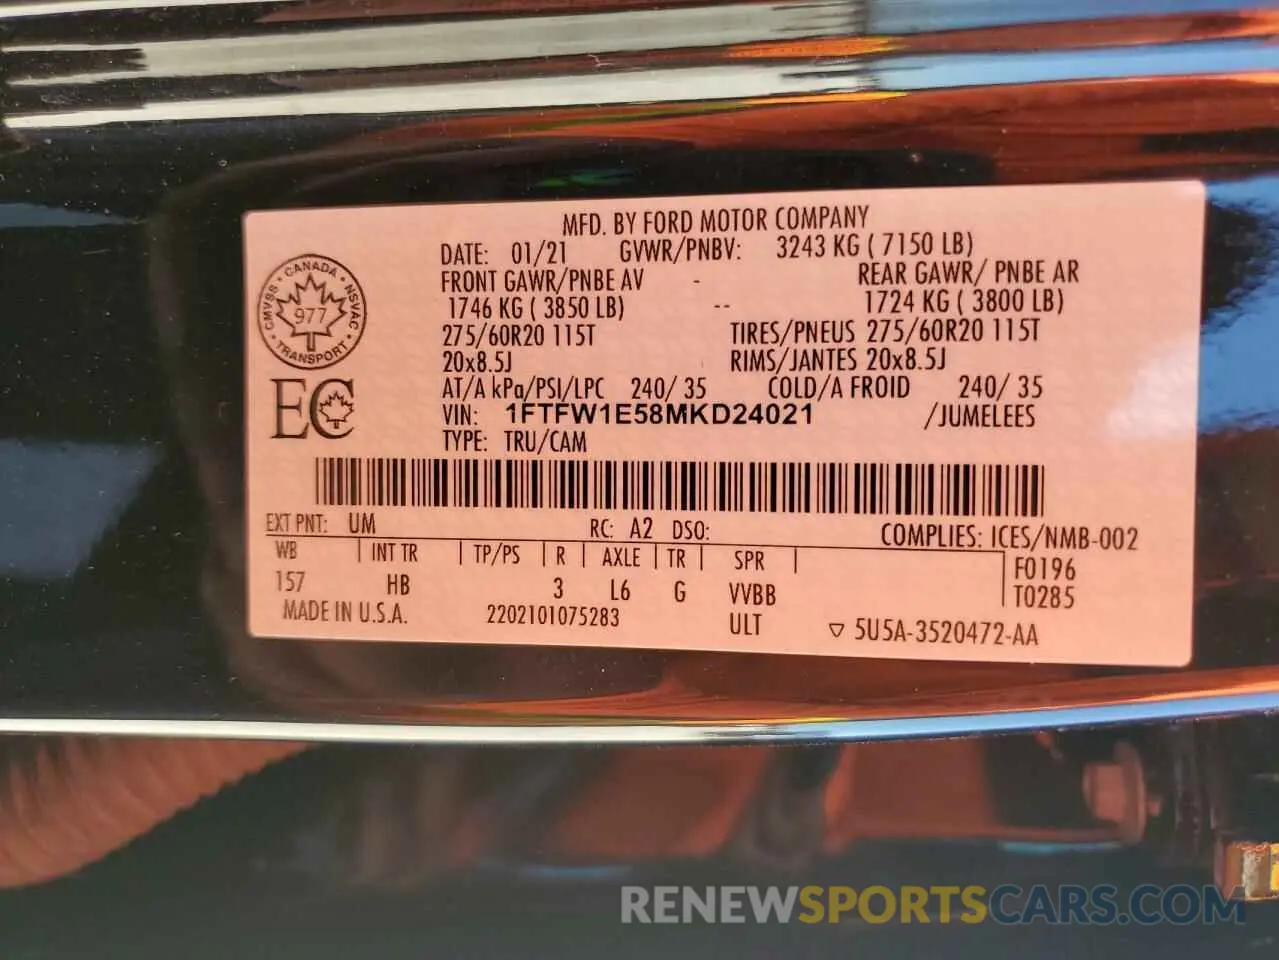 MFD. BY FORD MOTOR COMPANY
DATE: 01/21 GVWR/PNBV: 3243 KG ( 7150 LB)
FRONT GAWR/PNBE AV - REAR GAWR/ PNBE AR
1746 KG ( 3850 LB) -- 1724 KG ( 3800 LB)
275/60R20 115T TIRES/PNEUS 275/60R20 115T
20x8.5J RIMS/JANTES 20x8.5J
AT/A kPa/PSI/LPC 240/ 35 COLD/A FROID 240/ 35
VIN: 1FTFW1E58MKD24021 /JUMELEES
TYPE: TRU/CAM
CANADA
CMVSS NSVAC
977
TRANSPORT
EC
EXT PNT: UM RC: A2 DSO: COMPLIES: ICES/NMB-002
WB INT TR TP/PS R AXLE TR SPR F0196
157 HB 3 L6 G VVBB T0285
MADE IN U.S.A. 2202101075283 ULT ▽ 5U5A-3520472-AA
RENEWSPORTSCARS.COM